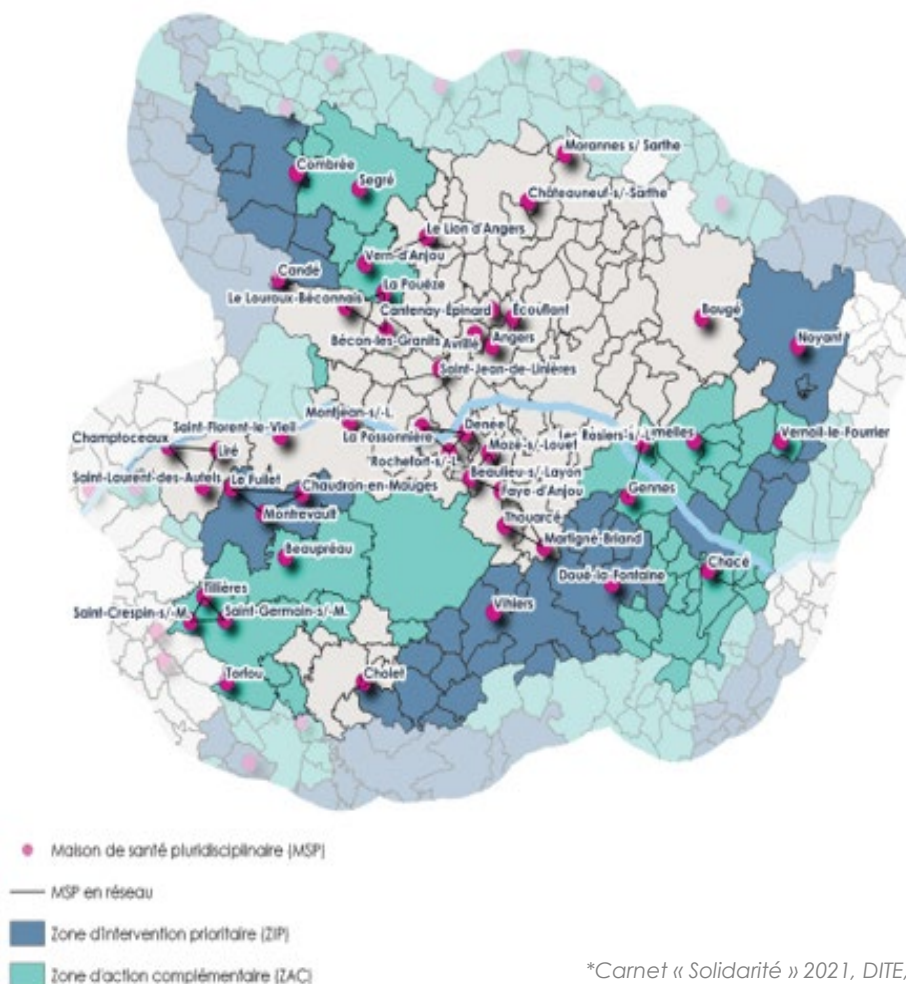 Morannes s/ Sarthe
Combrée
Segré
Châteauneuf-s/-Sarthe
Le Lion d'Angers
Vern-d'Anjou
Candé
La Pouëze
Le Louroux-Béconnais
Cantenay-Épinard
Écouflant
Baugé
Noyant
Bécon-les-Granits
Avrillé
Angers
Saint-Jean-de-Linières
Montjean-s/-L.
Saint-Florent-le-Vieil
La Possonnière
Denée
Champtoceaux
Liré
Mozé-s/-Louet
Les Rosiers-s/-L.
Vernoil-le-Fourrier
Rochefort-s/-L.
Beaulieu-s/-Layon
Saint-Laurent-des-Autels
Le Fuilet
Chaudron-en-Mauges
Faye-d'Anjou
Gennes
Montrevault
Thouarcé
Martigné-Briand
Beaupréau
Doué-la-Fontaine
Chacé
Tillières
Vihiers
Saint-Crespin-s/-M.
Saint-Germain-s/-M.
Torfou
Cholet
Maison de santé pluridisciplinaire (MSP)
MSP en réseau
Zone d'intervention prioritaire (ZIP)
Zone d'action complémentaire (ZAC)
*Carnet « Solidarité » 2021, DITE,